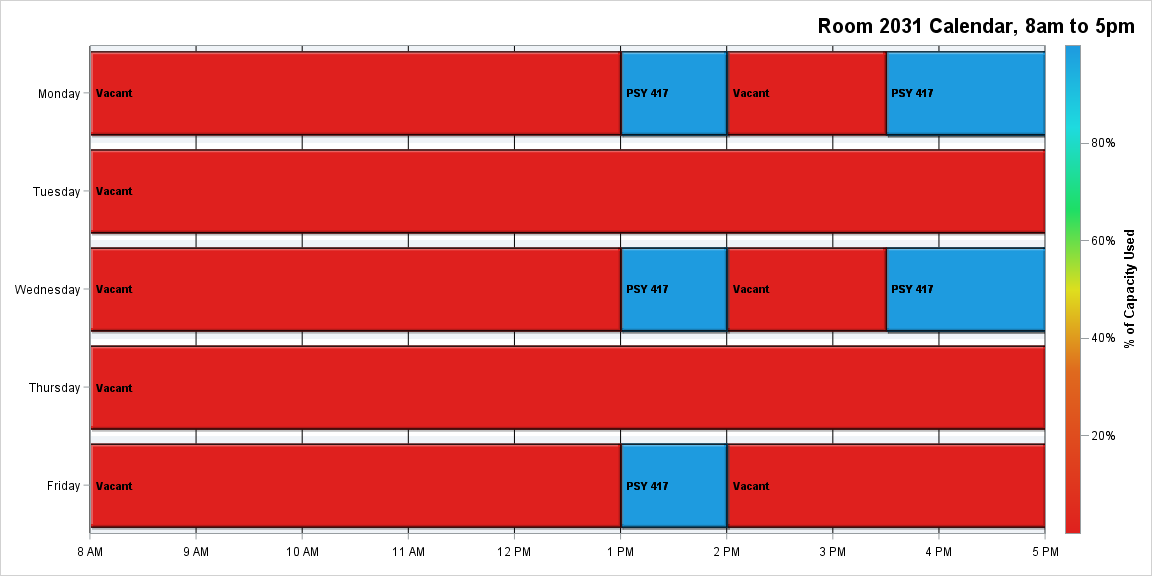 Room 2031 Calendar, 8am to 5pm
Monday
Vacant
PSY 417
Vacant
PSY 417
80%
Tuesday
Vacant
60%
% of Capacity Used
Wednesday
Vacant
PSY 417
Vacant
PSY 417
40%
Thursday
Vacant
20%
Friday
Vacant
PSY 417
Vacant
8 AM
9 AM
10 AM
11 AM
12 PM
1 PM
2 PM
3 PM
4 PM
5 PM